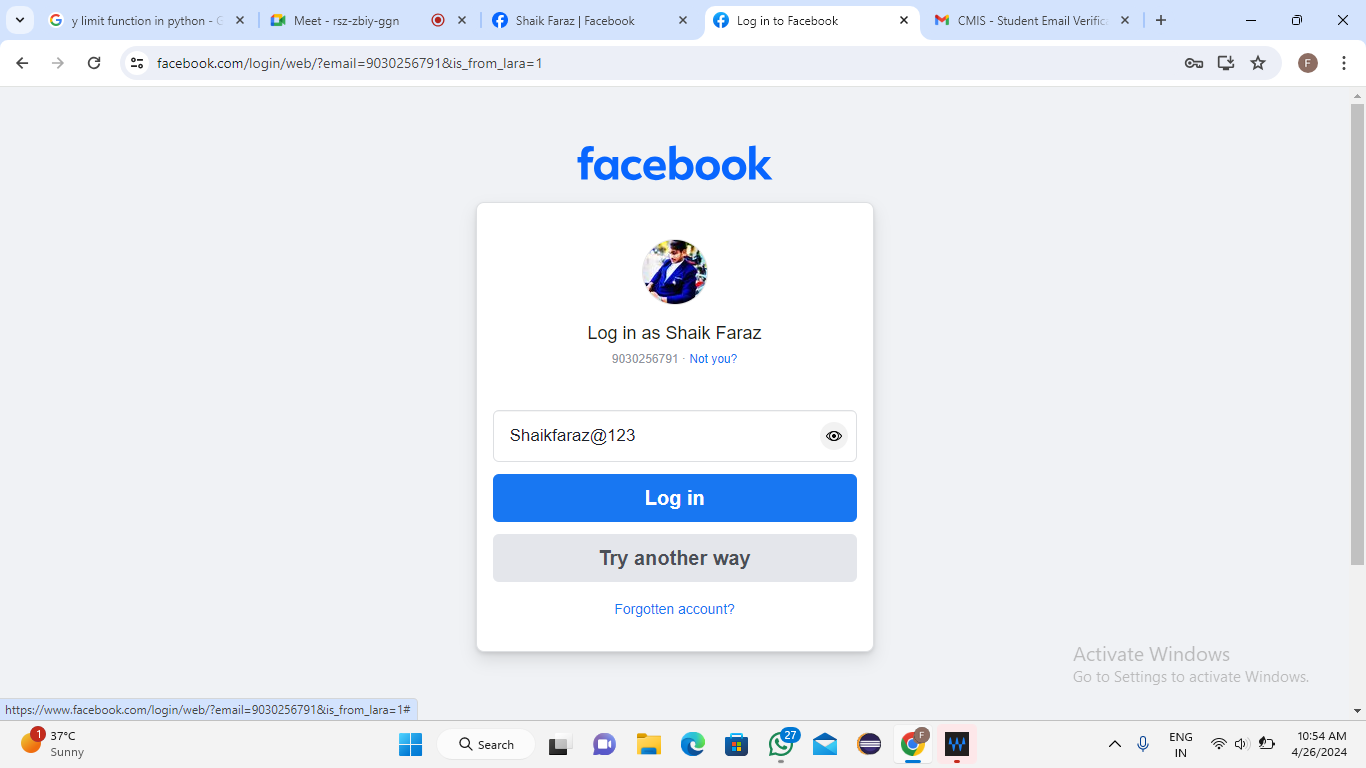 y limit function in python - G
Meet - rsz-zbiy-ggn
Shaik Faraz | Facebook
Log in to Facebook
CMIS - Student Email Verific
facebook.com/login/web/?email=9030256791&is_from_lara=1
F
facebook
Log in as Shaik Faraz
9030256791 · Not you?
Shaikfaraz@123
Log in
Try another way
Forgotten account?
Activate Windows
Go to Settings to activate Windows.
https://www.facebook.com/login/web/?email=9030256791&is_from_lara=1#
1
37°C
Sunny
Search
27
F
ENG
IN
10:54 AM
4/26/2024